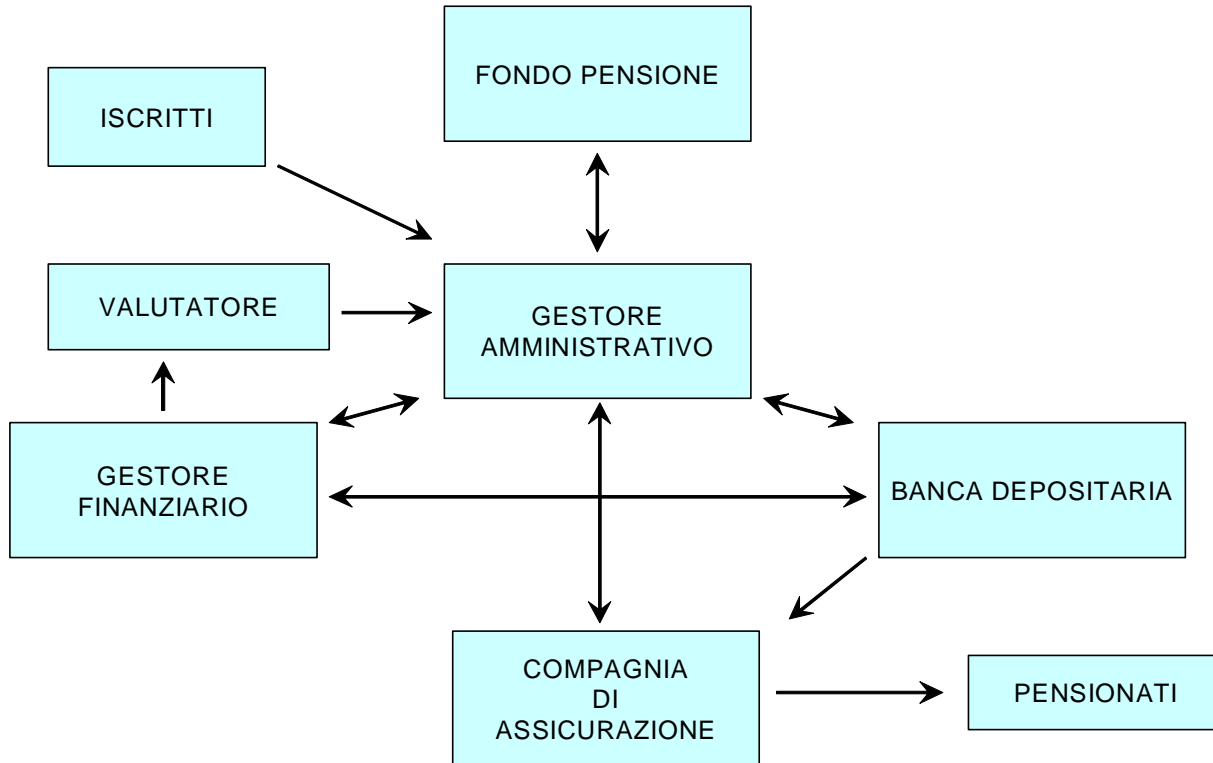 FONDO PENSIONE
ISCRITTI
VALUTATORE
GESTORE
AMMINISTRATIVO
GESTORE
FINANZIARIO
BANCA DEPOSITARIA
COMPAGNIA
DI
ASSICURAZIONE
PENSIONATI